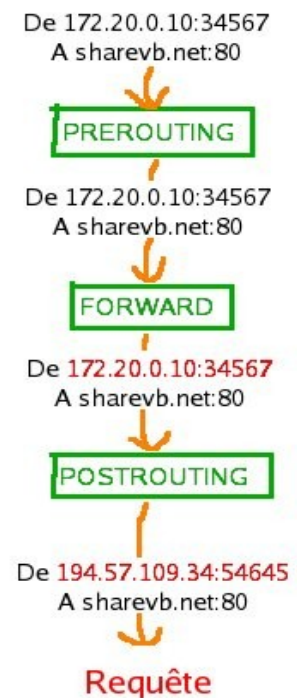 De 172.20.0.10:34567
A sharevb.net:80
PREROUTING
De 172.20.0.10:34567
A sharevb.net:80
FORWARD
De 172.20.0.10:34567
A sharevb.net:80
POSTROUTING
De 194.57.109.34:54645
A sharevb.net:80
Requête